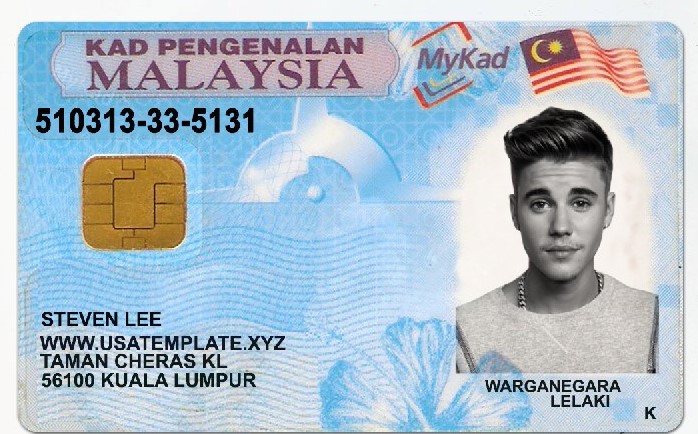 KAD PENGENALAN
MALAYSIA
MyKad
510313-33-5131
STEVEN LEE
WWW.USATEMPLATE.XYZ
TAMAN CHERAS KL
56100 KUALA LUMPUR
WARGANEGARA
LELAKI
K